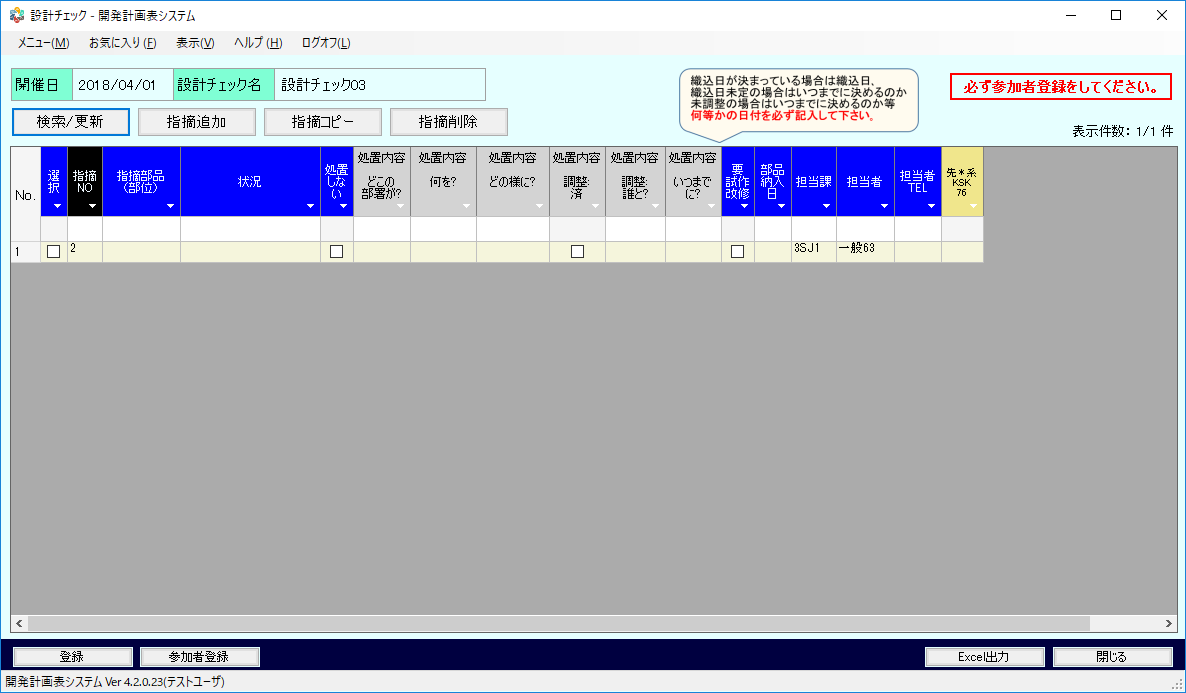 設計チェック - 開発計画表システム
メニュー(M) お気に入り(F) 表示(V) ヘルプ(H) ログオフ(L)
開催日 2018/04/01 設計チェック名 設計チェック03
織込日が決まっている場合は織込日、
織込日未定の場合はいつまでに決めるのか
未調整の場合はいつまでに決めるのか等
何等かの日付を必ず記入して下さい。
必ず参加者登録をしてください。
検索/更新 指摘追加 指摘コピー 指摘削除
表示件数: 1/1 件
No.
選択
指摘
NO
指摘部品
(部位)
状況
処置
しな
い
処置内容
どこの
部署が?
処置内容
何を?
処置内容
どの様に?
処置内容
調整
済
処置内容
調整:
誰と?
処置内容
いつまで
に?
要
試作
改修
部品
納入
日
担当課
担当者
担当者
TEL
先＊系
KSK
76
1 2 3SJ1 一般63
登録 参加者登録 Excel出力 閉じる
開発計画表システム Ver 4.2.0.23(テストユーザ)